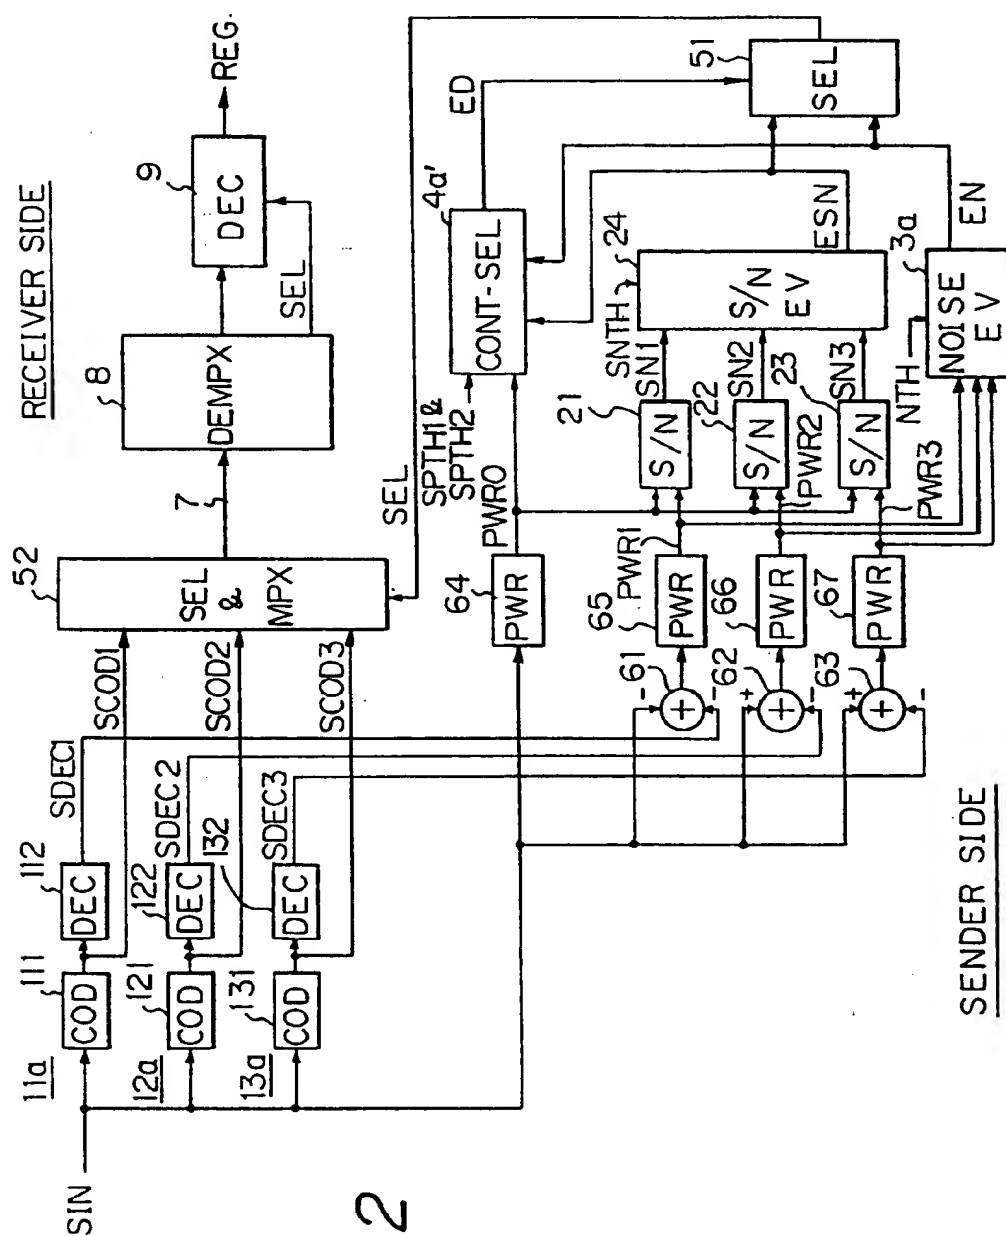 RECEIVER SIDE
REG.
9
DEC
SEL
8
DEMPX
7
52
SEL
&
MPX
SCOD1
SCOD2
SCOD3
SEL
SIN
11a
111
COD
112
DEC
SDEC1
12a
121
COD
122
DEC
SDEC2
13a
131
COD
132
DEC
SDEC3
64
PWR
PWR0
SPTH1 &
SPTH2
4a'
CONT-SEL
ED
51
SEL
61
-
+
-
65
PWR
PWR1
21
S/N
SN1
62
+
+
-
66
PWR
PWR2
22
S/N
SN2
63
+
+
-
67
PWR
PWR3
23
S/N
SN3
SNTH
24
S/N
EV
ESN
NTH
3a
NOISE
EV
EN
SENDER SIDE
2